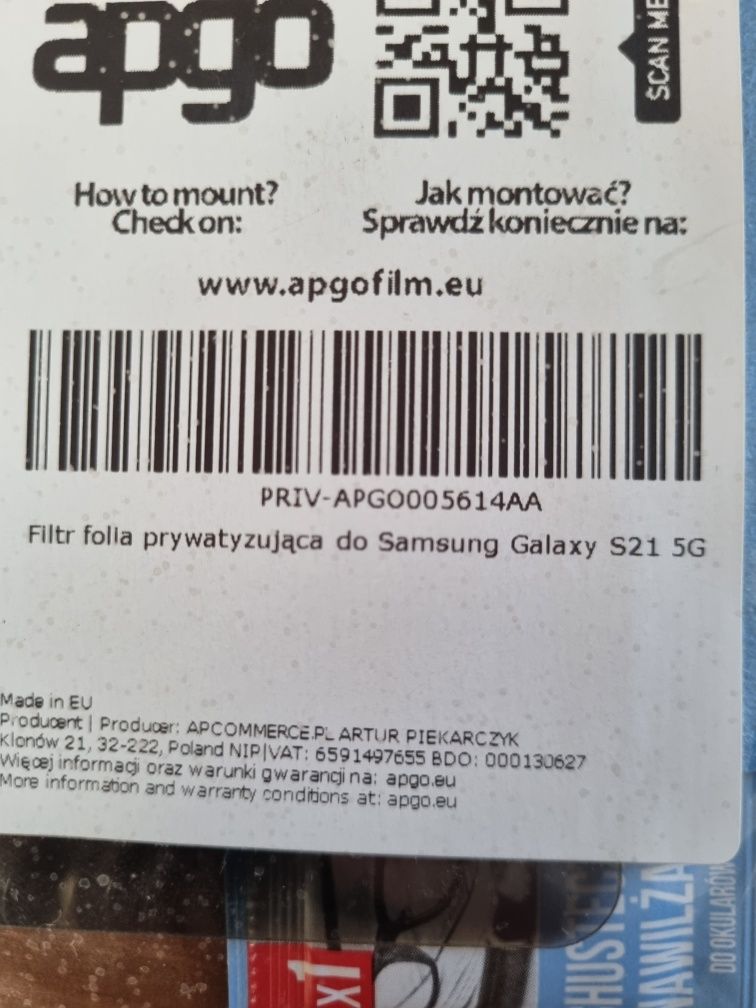 apgo
SCAN ME
How to mount?
Check on:
Jak montować?
Sprawdź koniecznie na:
www.apgofilm.eu
PRIV-APGO005614AA
Filtr folia prywatyzująca do Samsung Galaxy S21 5G
Made in EU
Producent | Producer: APCOMMERCE.PL ARTUR PIEKARCZYK
Klonów 21, 32-222, Poland NIP|VAT: 6591497655 BDO: 000130627
Więcej informacji oraz warunki gwarancji na: apgo.eu
More information and warranty conditions at: apgo.eu
x1
DO OKULARÓW